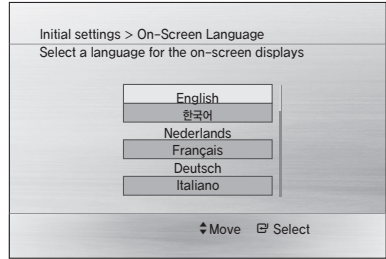 Initial settings > On-Screen Language
Select a language for the on-screen displays
English
한국어
Nederlands
Français
Deutsch
Italiano
Move Select